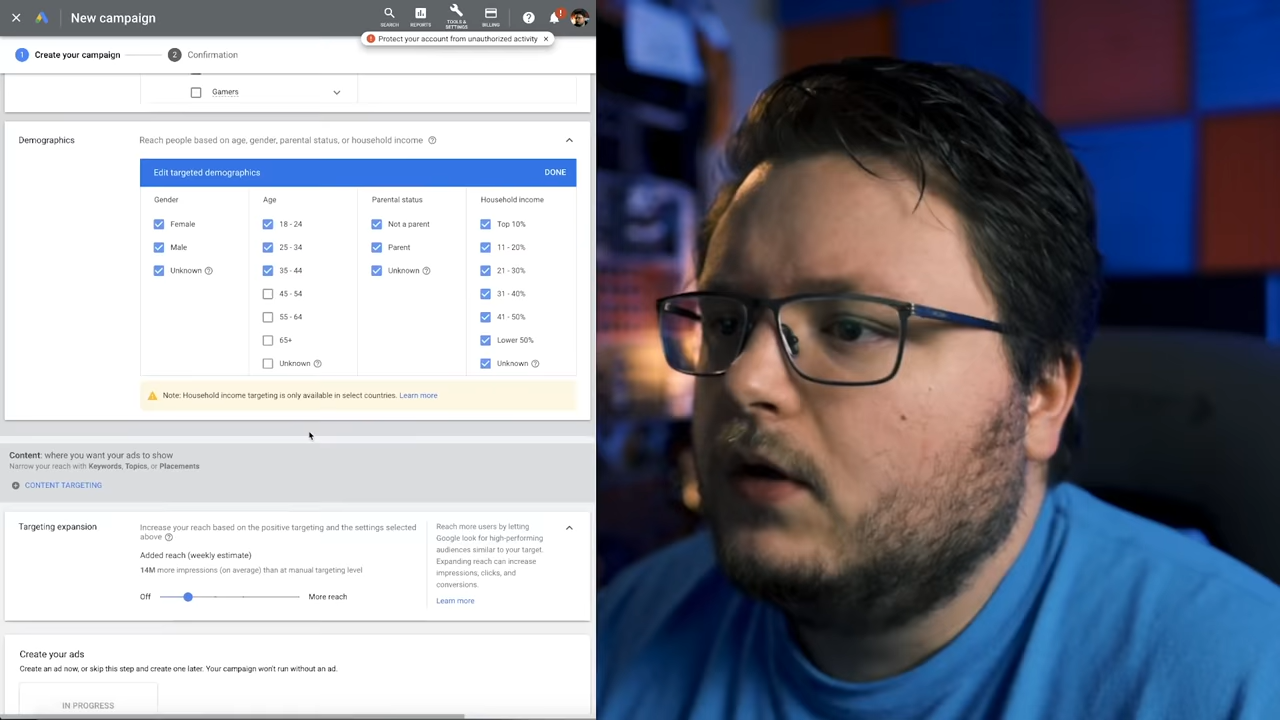 New campaign
SEARCH
REPORTS
TOOLS & SETTINGS
BILLING
!
Protect your account from unauthorized activity
1 Create your campaign
2 Confirmation
Gamers
Demographics
Reach people based on age, gender, parental status, or household income
Edit targeted demographics
DONE
Gender
Age
Parental status
Household income
Female
18 - 24
Not a parent
Top 10%
Male
25 - 34
Parent
11 - 20%
Unknown
35 - 44
Unknown
21 - 30%
45 - 54
31 - 40%
55 - 64
41 - 50%
65+
Lower 50%
Unknown
Unknown
Note: Household income targeting is only available in select countries. Learn more
Content: where you want your ads to show
Narrow your reach with Keywords, Topics, or Placements
CONTENT TARGETING
Targeting expansion
Increase your reach based on the positive targeting and the settings selected
above
Added reach (weekly estimate)
14M more impressions (on average) than at manual targeting level
Off
More reach
Reach more users by letting
Google look for high-performing
audiences similar to your target.
Expanding reach can increase
impressions, clicks, and
conversions.
Learn more
Create your ads
Create an ad now, or skip this step and create one later. Your campaign won't run without an ad.
IN PROGRESS